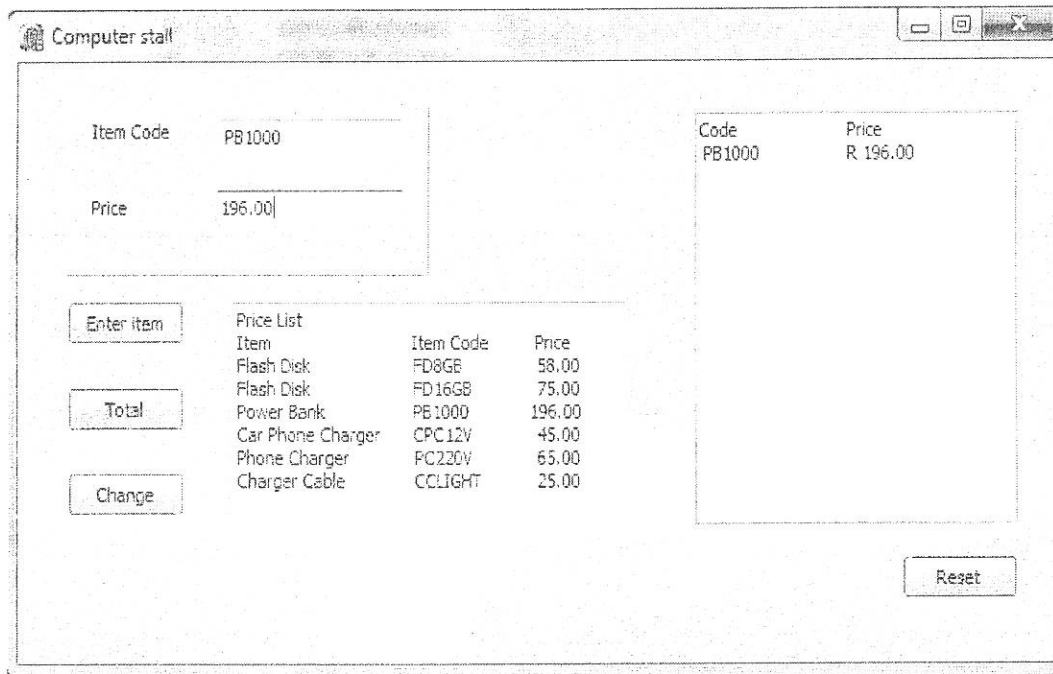 Computer stall
Item Code PB1000
Price 196.00
Code Price
PB1000 R 196.00
Enter item
Total
Change
Price List
Item Item Code Price
Flash Disk FD8GB 58.00
Flash Disk FD16GB 75.00
Power Bank PB1000 196.00
Car Phone Charger CPC12V 45.00
Phone Charger PC220V 65.00
Charger Cable CCLIGHT 25.00
Reset